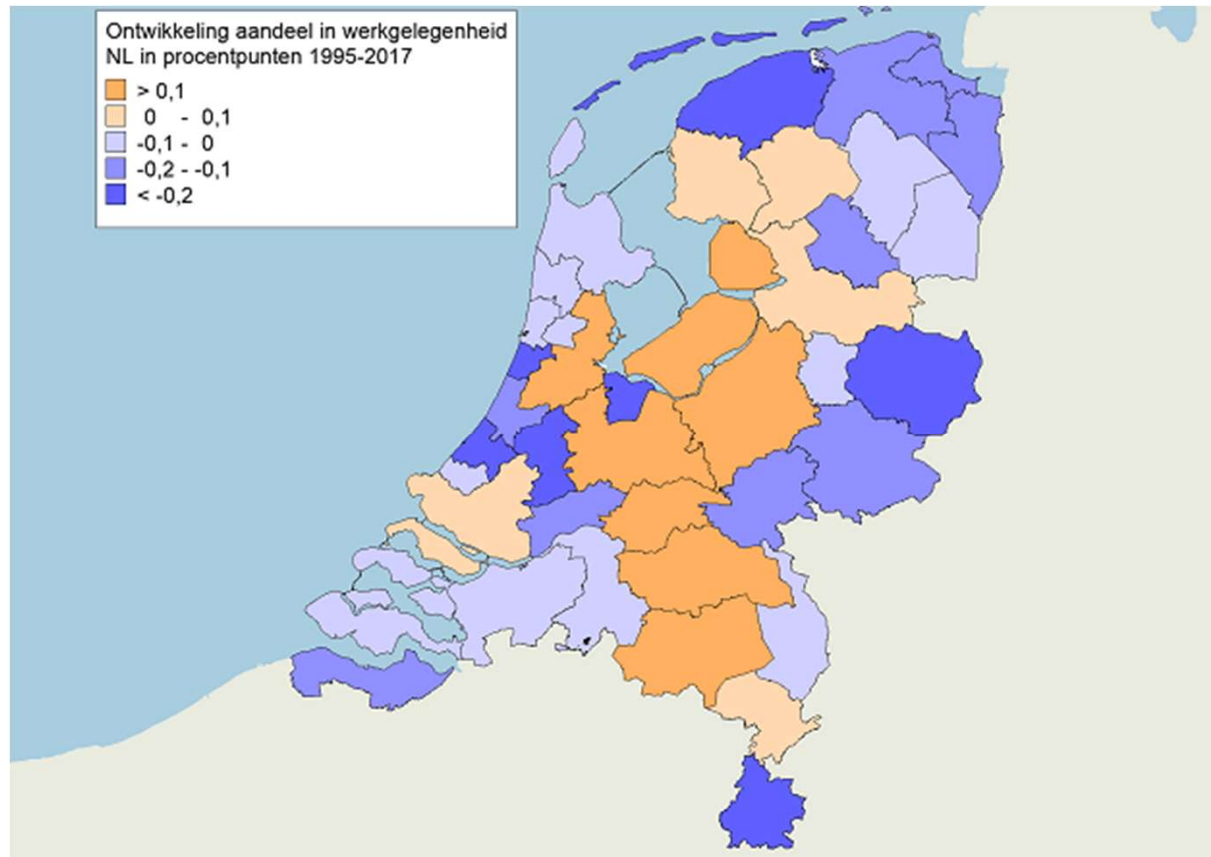 Ontwikkeling aandeel in werkgelegenheid
NL in procentpunten 1995-2017
> 0,1
0 - 0,1
-0,1 - 0
-0,2 - -0,1
< -0,2